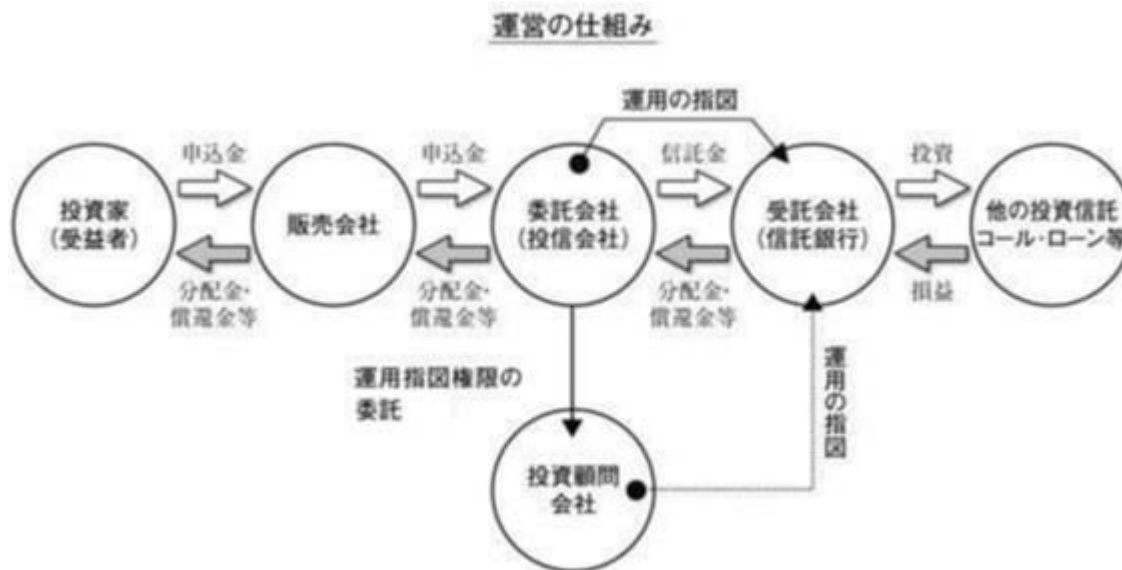 運営の仕組み
運用の指図
申込金
申込金
信託金
投資
投資家
(受益者)
販売会社
委託会社
(投信会社)
受託会社
(信託銀行)
他の投資信託
コール・ローン等
分配金・
償還金等
分配金・
償還金等
分配金・
償還金等
損益
運用指図権限の
委託
運用の指図
投資顧問
会社